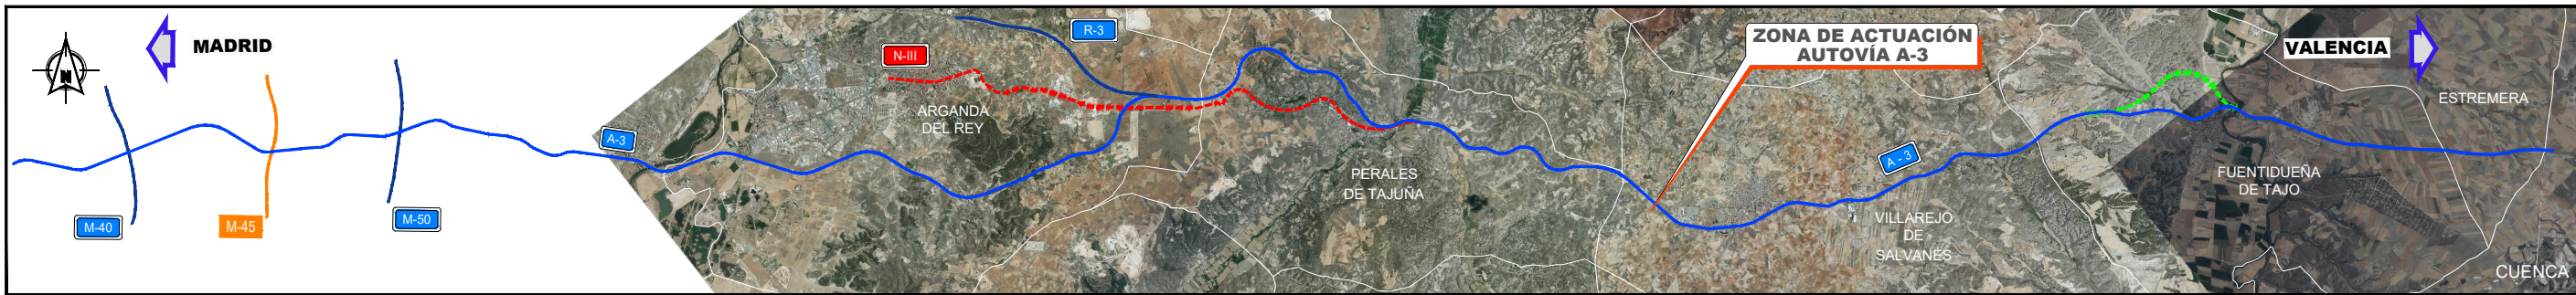 N
MADRID
M-40
M-45
M-50
A-3
N-III
ARGANDA
DEL REY
R-3
PERALES
DE TAJUÑA
ZONA DE ACTUACIÓN
AUTOVÍA A-3
VILLAREJO
DE
SALVANÉS
A - 3
VALENCIA
ESTREMERA
FUENTIDUEÑA
DE TAJO
CUENCA